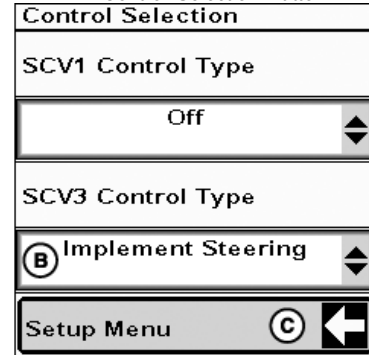 Control Selection
SCV1 Control Type
Off
SCV3 Control Type
B Implement Steering
Setup Menu C